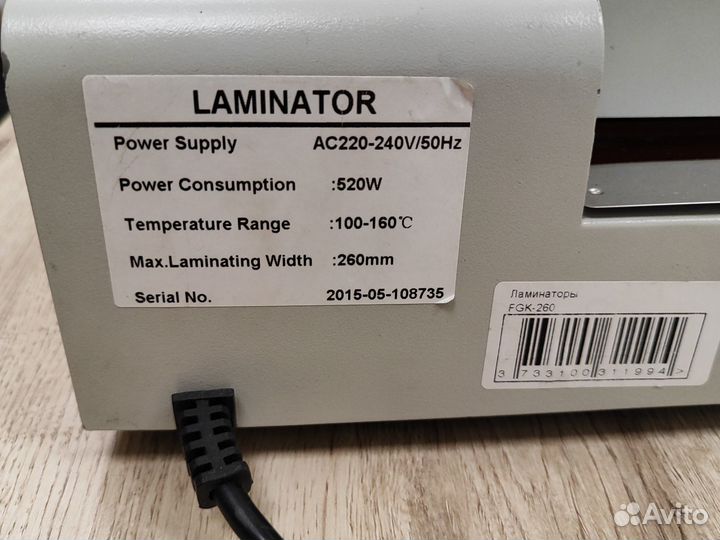 LAMINATOR
Power Supply AC220-240V/50Hz
Power Consumption :520W
Temperature Range :100-160℃
Max.Laminating Width :260mm
Serial No. 2015-05-108735
Ламинаторы
FGK-260
3 733100 311994 >
Avito